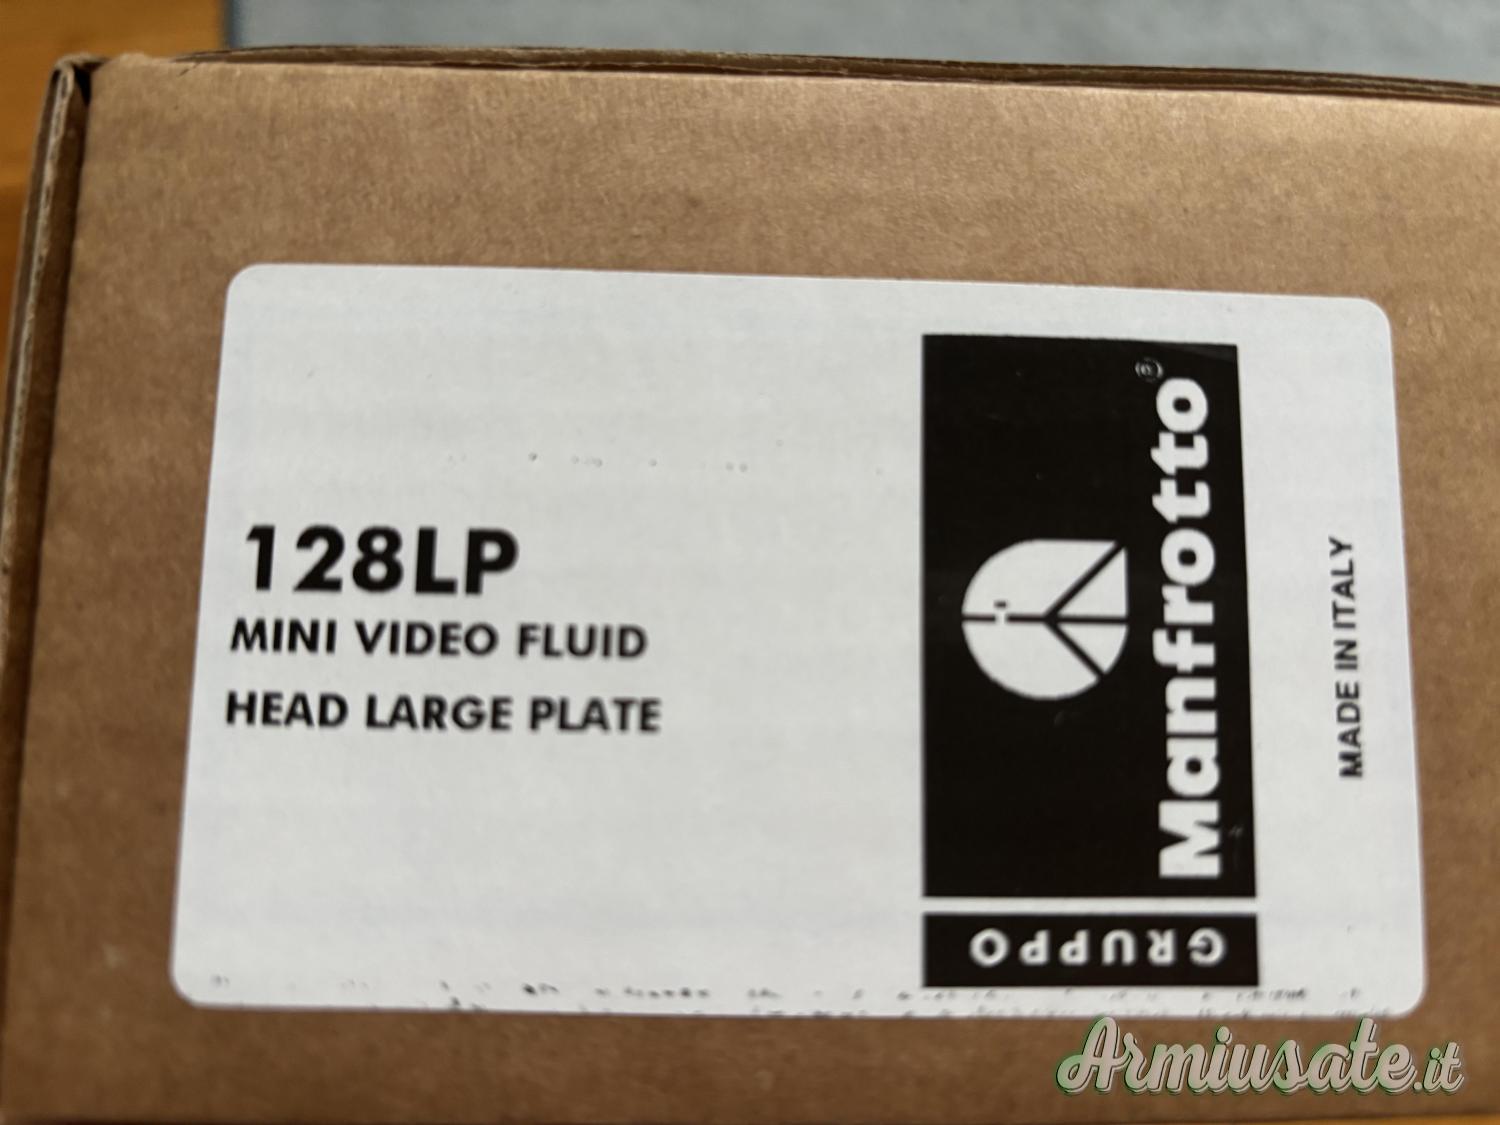 128LP
MINI VIDEO FLUID
HEAD LARGE PLATE
Manfrotto®
GRUPPO
MADE IN ITALY
Armiusate.it